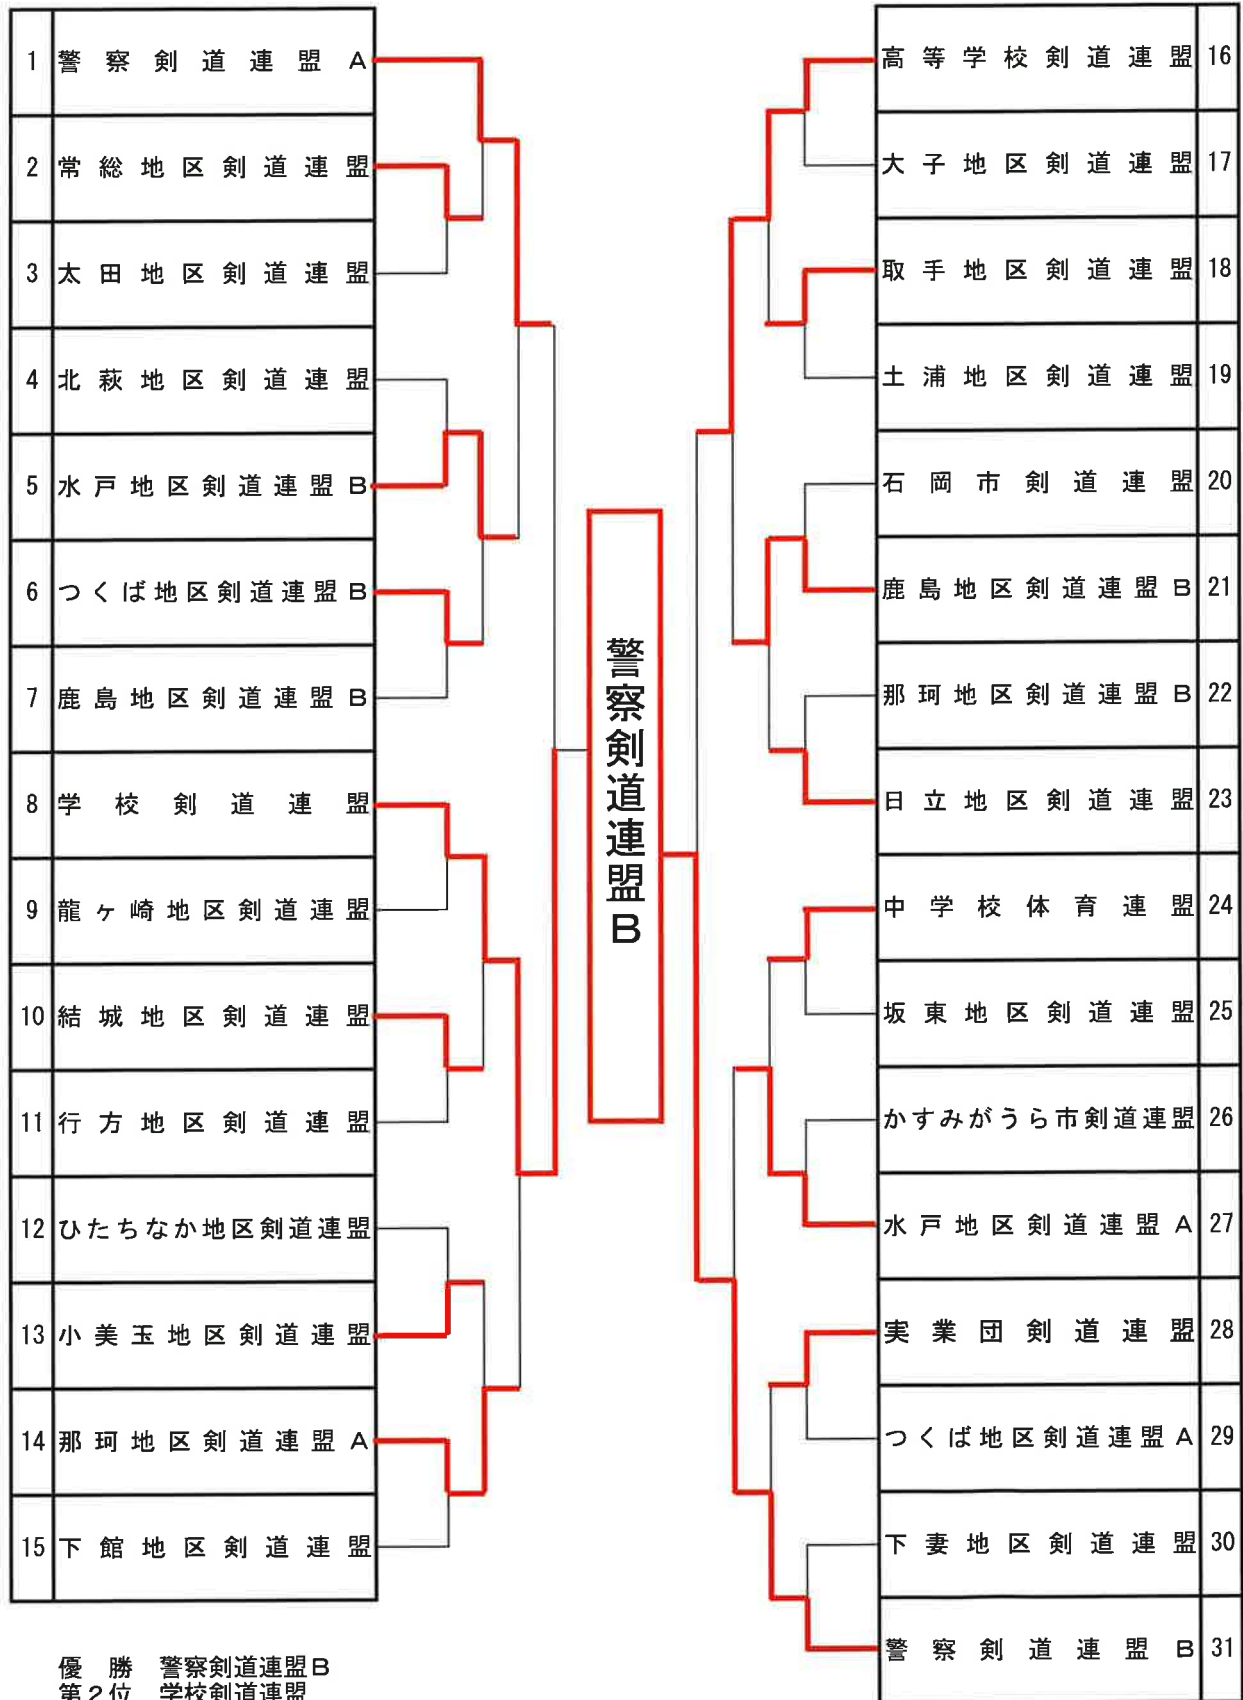 1 警察剣道連盟A
2 常総地区剣道連盟
3 太田地区剣道連盟
4 北萩地区剣道連盟
5 水戸地区剣道連盟B
6 つくば地区剣道連盟B
7 鹿島地区剣道連盟B
8 学校剣道連盟
9 龍ヶ崎地区剣道連盟
10 結城地区剣道連盟
11 行方地区剣道連盟
12 ひたちなか地区剣道連盟
13 小美玉地区剣道連盟
14 那珂地区剣道連盟A
15 下館地区剣道連盟
警察剣道連盟B
高等学校剣道連盟 16
大子地区剣道連盟 17
取手地区剣道連盟 18
土浦地区剣道連盟 19
石岡市剣道連盟 20
鹿島地区剣道連盟B 21
那珂地区剣道連盟B 22
日立地区剣道連盟 23
中学校体育連盟 24
坂東地区剣道連盟 25
かすみがうら市剣道連盟 26
水戸地区剣道連盟A 27
実業団剣道連盟 28
つくば地区剣道連盟A 29
下妻地区剣道連盟 30
警察剣道連盟B 31
優勝 警察剣道連盟B
第2位 学校剣道連盟